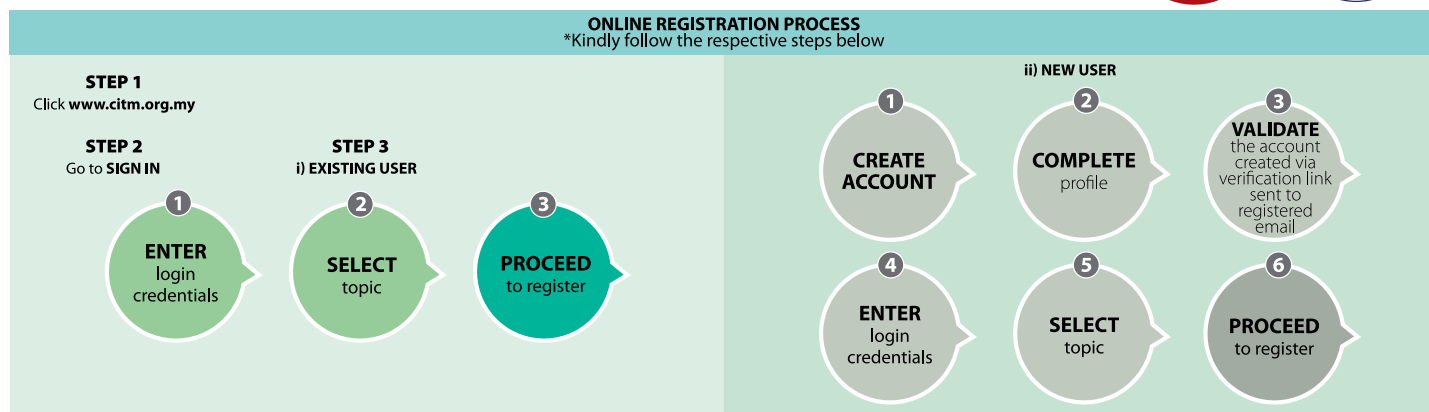 ONLINE REGISTRATION PROCESS
*Kindly follow the respective steps below
STEP 1
Click www.citm.org.my
STEP 2
Go to SIGN IN
STEP 3
i) EXISTING USER
1
ENTER
login
credentials
2
SELECT
topic
3
PROCEED
to register
ii) NEW USER
1
CREATE
ACCOUNT
2
COMPLETE
profile
3
VALIDATE
the account
created via
verification link
sent to
registered
email
4
ENTER
login
credentials
5
SELECT
topic
6
PROCEED
to register